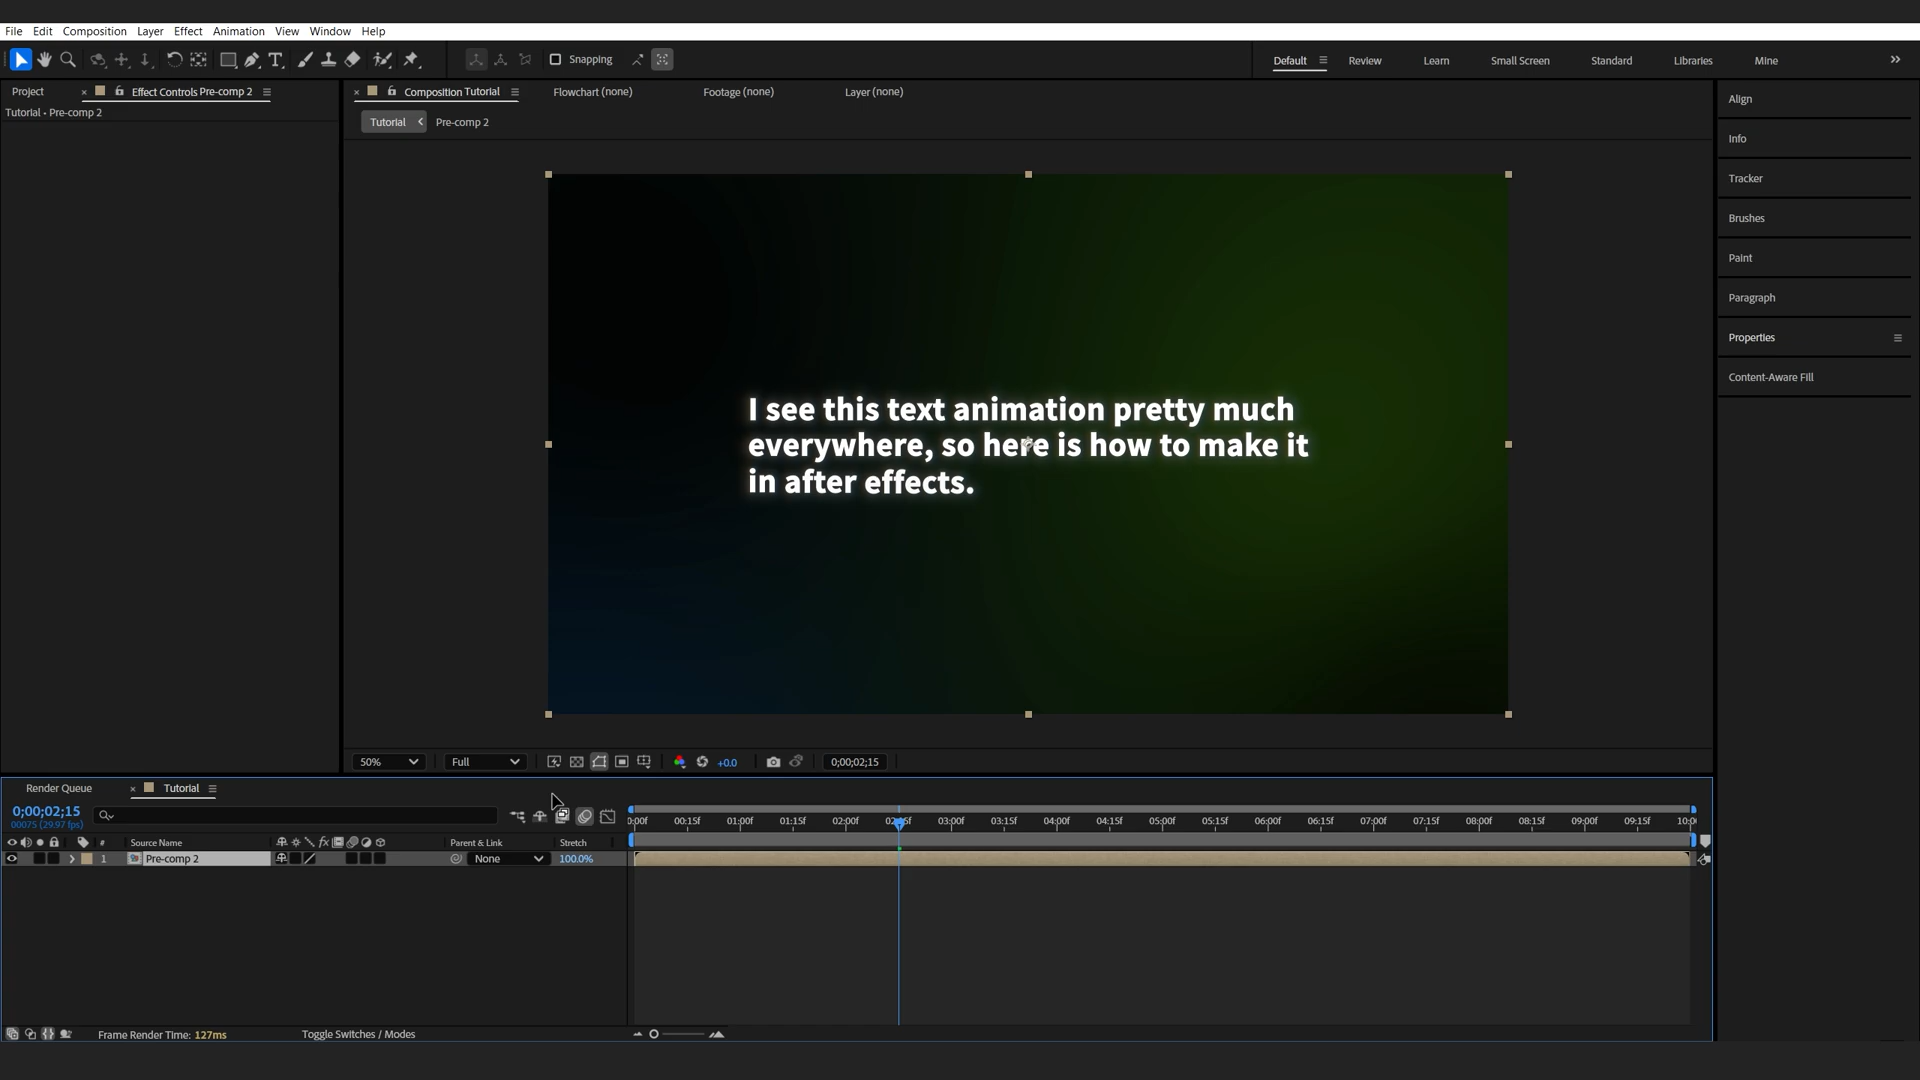 File Edit Composition Layer Effect Animation View Window Help
Snapping
Default Review Learn Small Screen Standard Libraries Mine
Project Effect Controls Pre-comp 2
Tutorial • Pre-comp 2
Composition Tutorial Flowchart (none) Footage (none) Layer (none)
Tutorial Pre-comp 2
Align
Info
Tracker
Brushes
Paint
Paragraph
Properties
Content-Aware Fill
I see this text animation pretty much
everywhere, so here is how to make it
in after effects.
50% Full +0.0 0;00;02;15
Render Queue Tutorial
0;00;02;15
00075 (29.97 fps)
:00f 00:15f 01:00f 01:15f 02:00f 02:15f 03:00f 03:15f 04:00f 04:15f 05:00f 05:15f 06:00f 06:15f 07:00f 07:15f 08:00f 08:15f 09:00f 09:15f 10:0
# Source Name fx Parent & Link Stretch
1 Pre-comp 2 None 100.0%
Frame Render Time: 127ms Toggle Switches / Modes